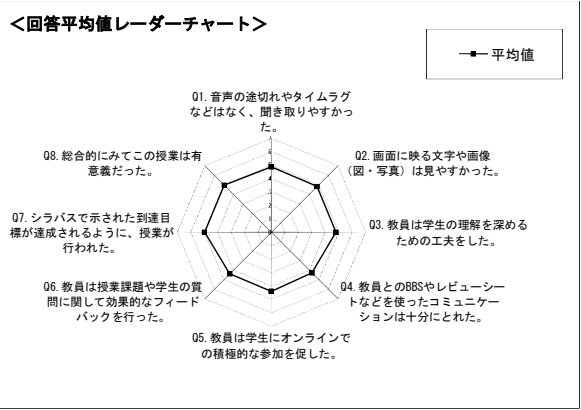 ＜回答平均値レーダーチャート＞
平均値
Q1. 音声の途切れやタイムラグ
などはなく、聞き取りやすかっ
た。
Q2. 画面に映る文字や画像
（図・写真）は見やすかった。
Q3. 教員は学生の理解を深める
ための工夫をした。
Q4. 教員とのBBSやレビューシー
トなどを使ったコミュニケー
ションは十分にとれた。
Q5. 教員は学生にオンラインで
の積極的な参加を促した。
Q6. 教員は授業課題や学生の質
問に関して効果的なフィード
バックを行った。
Q7. シラバスで示された到達目
標が達成されるように、授業が
行われた。
Q8. 総合的にみてこの授業は有
意義だった。